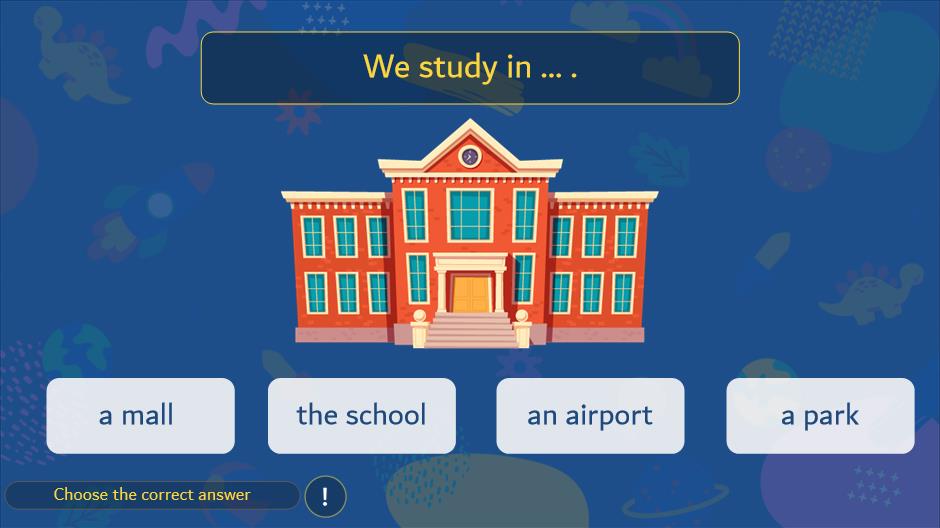 We study in ... .
a mall
the school
an airport
a park
Choose the correct answer
!